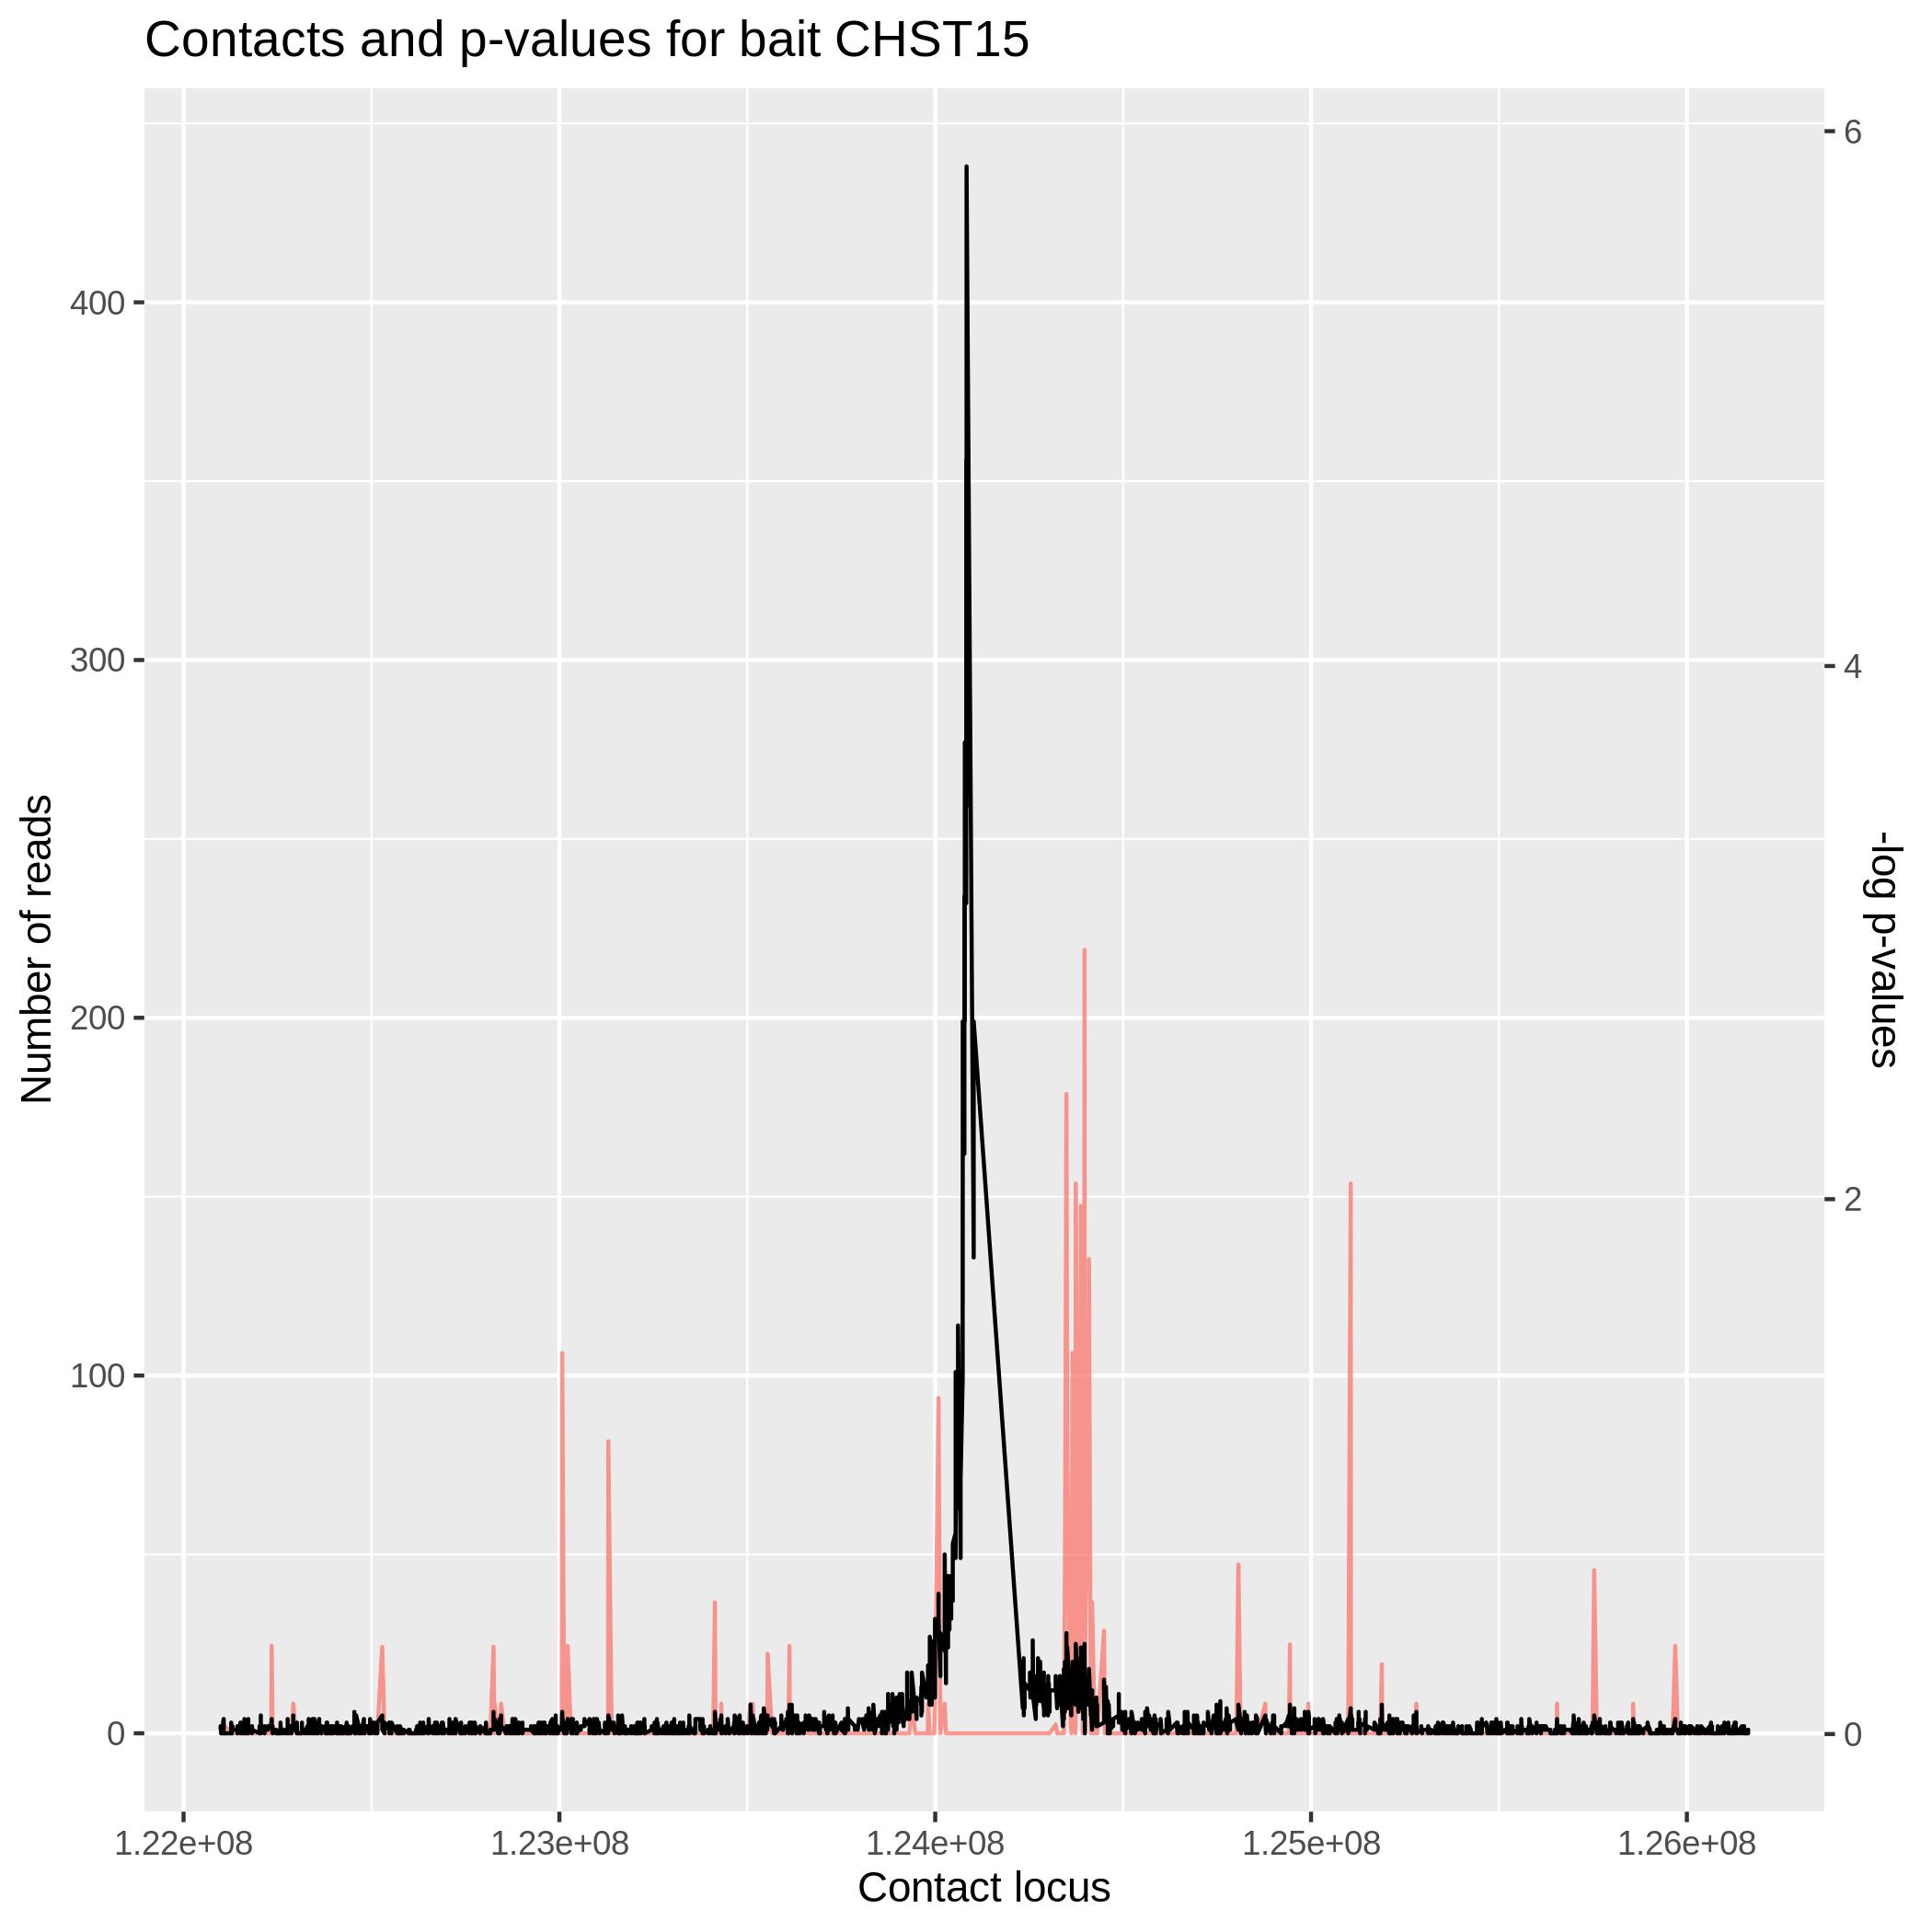 Contacts and p-values for bait CHST15
6
400
300
200
100
0
4
2
0
Number of reads
-log p-values
1.22e+08 1.23e+08 1.24e+08 1.25e+08 1.26e+08
Contact locus